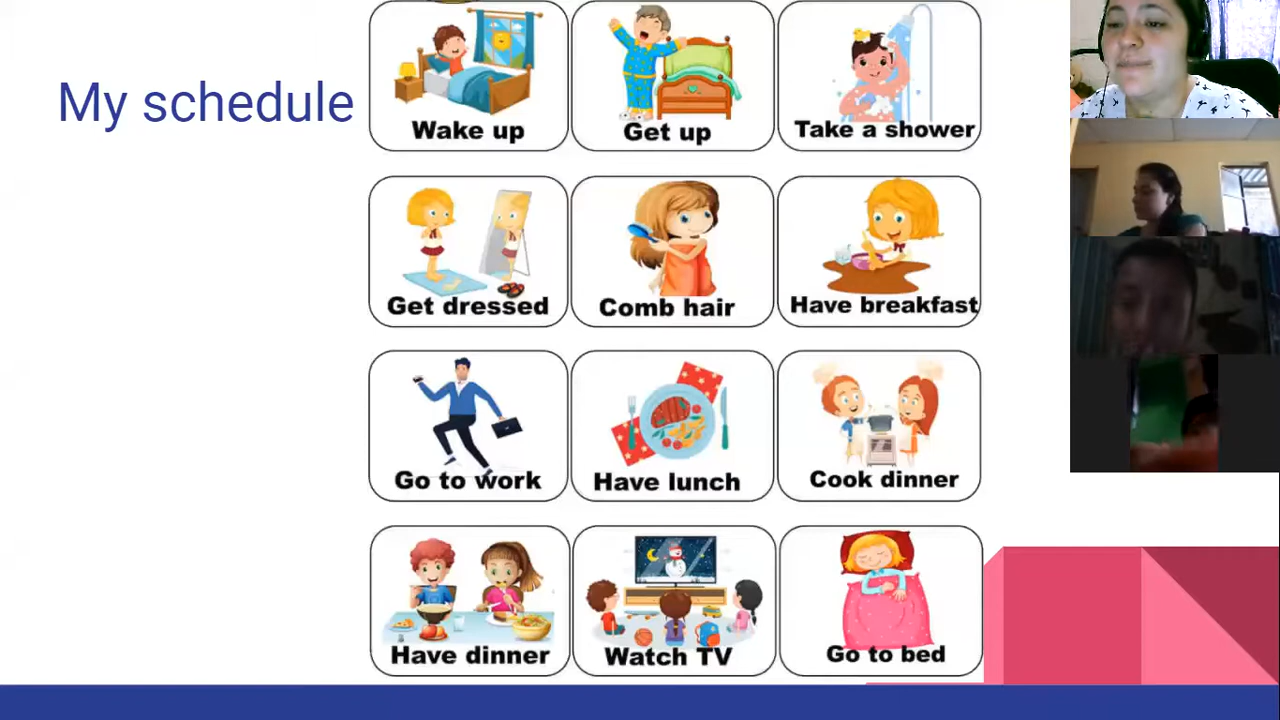 My schedule
Wake up
Get up
Take a shower
Get dressed
Comb hair
Have breakfast
Go to work
Have lunch
Cook dinner
Have dinner
Watch TV
Go to bed